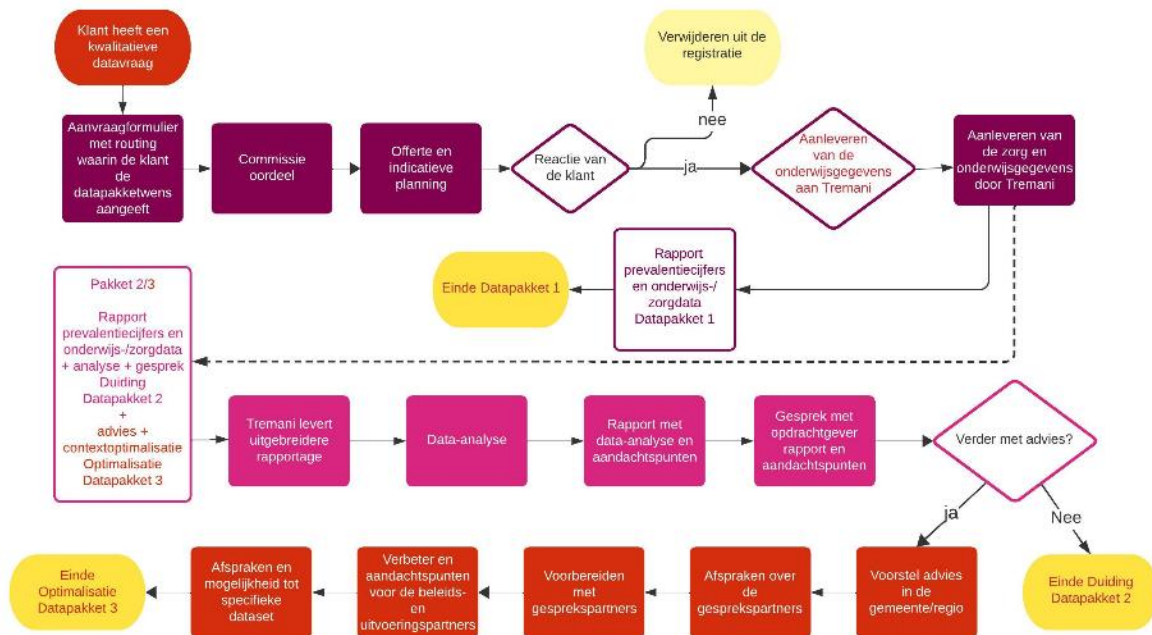 Klant heeft een
kwalitatieve
datavraag
Verwijderen uit de
registratie
Aanvraagformulier
met routing
waarin de klant
de
datapakketwens
aangeeft
Commissie
oordeel
Offerte en
indicatieve
planning
Reactie van
de klant
nee
ja
Aanleveren
van de
onderwijsgegevens
aan Tremani
Aanleveren van
de zorg en
onderwijsgegevens
door Tremani
Einde Datapakket 1
Rapport
prevalentiecijfers
en onderwijs-/
zorgdata
Datapakket 1
Pakket 2/3
Rapport
prevalentiecijfers en
onderwijs-/zorgdata
+ analyse + gesprek
Duiding
Datapakket 2
+
advies +
contextoptimalisatie
Optimalisatie
Datapakket 3
Tremani levert
uitgebreidere
rapportage
Data-analyse
Rapport met
data-analyse en
aandachtspunten
Gesprek met
opdrachtgever
rapport en
aandachtspunten
Verder met advies?
ja
Nee
Einde
Optimalisatie
Datapakket 3
Afspraken en
mogelijkheid tot
specifieke
dataset
Verbeter en
aandachtspunten
voor de beleids-
en
uitvoeringspartners
Voorbereiden
met
gesprekspartners
Afspraken over
de
gesprekspartners
Voorstel advies
in de
gemeente/regio
Einde Duiding
Datapakket 2